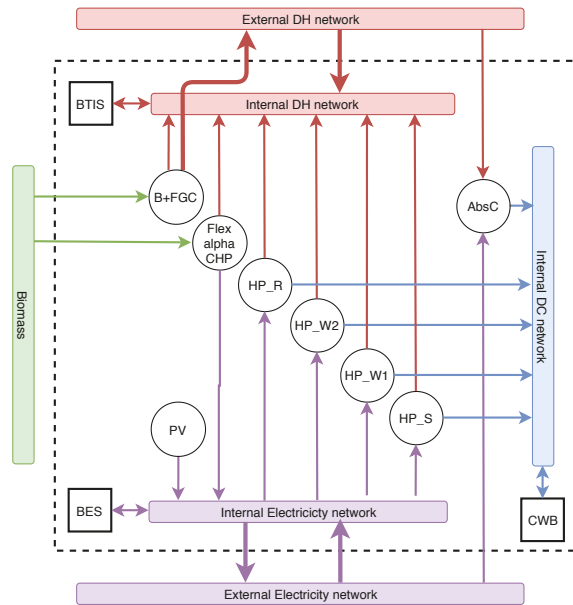 External DH network
BTIS
Internal DH network
B+FGC
AbsC
Flex
alpha
CHP
Biomass
Internal DC network
HP_R
HP_W2
HP_W1
HP_S
PV
BES
Internal Electricicty network
CWB
External Electricity network